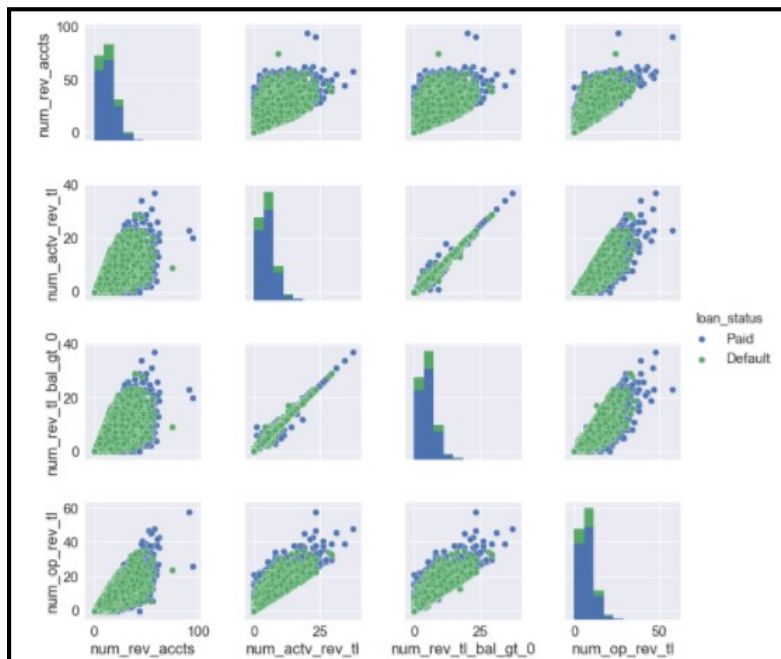 100
50
0
num_rev_accts
40
20
0
num_actv_rev_tl
40
20
0
num_rev_tl_bal_gt_0
60
40
20
0
num_op_rev_tl
loan_status
Paid
Default
0 100 0 25 0 25 0 50
num_rev_accts num_actv_rev_tl num_rev_tl_bal_gt_0 num_op_rev_tl